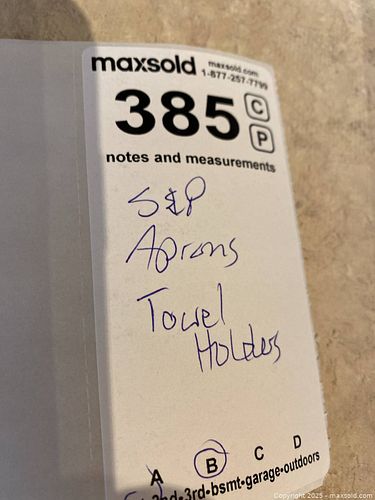 maxsold maxsold.com
1-877-257-7799
385 C
P
notes and measurements
S&P
Aprons
Towel
Holders
A B C D
2nd-3rd-bsmt-garage-outdoors
Copyright 2025 - maxsold.com